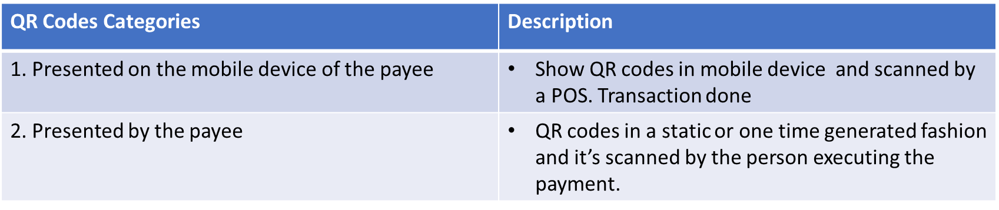 QR Codes Categories
Description
1. Presented on the mobile device of the payee
• Show QR codes in mobile device  and scanned by
a POS. Transaction done
2. Presented by the payee
• QR codes in a static or one time generated fashion
and it’s scanned by the person executing the
payment.